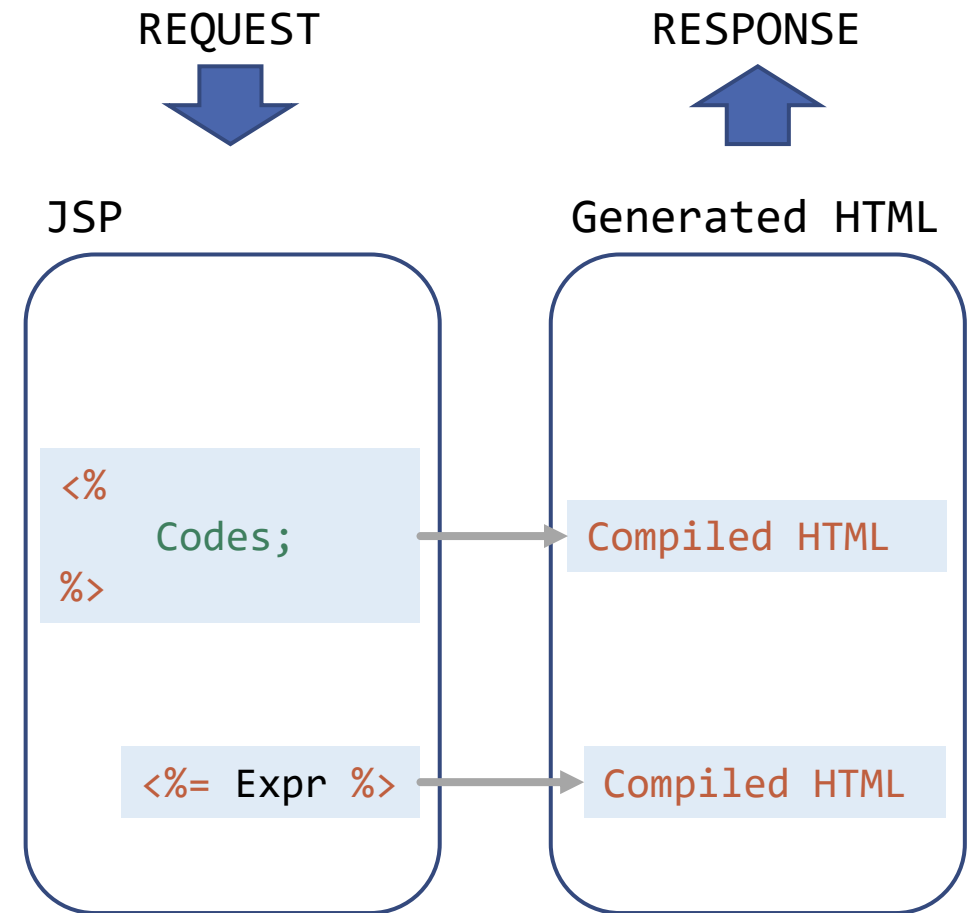 REQUEST
RESPONSE
JSP
Generated HTML
<%
Codes;
%>
Compiled HTML
<%= Expr %>
Compiled HTML